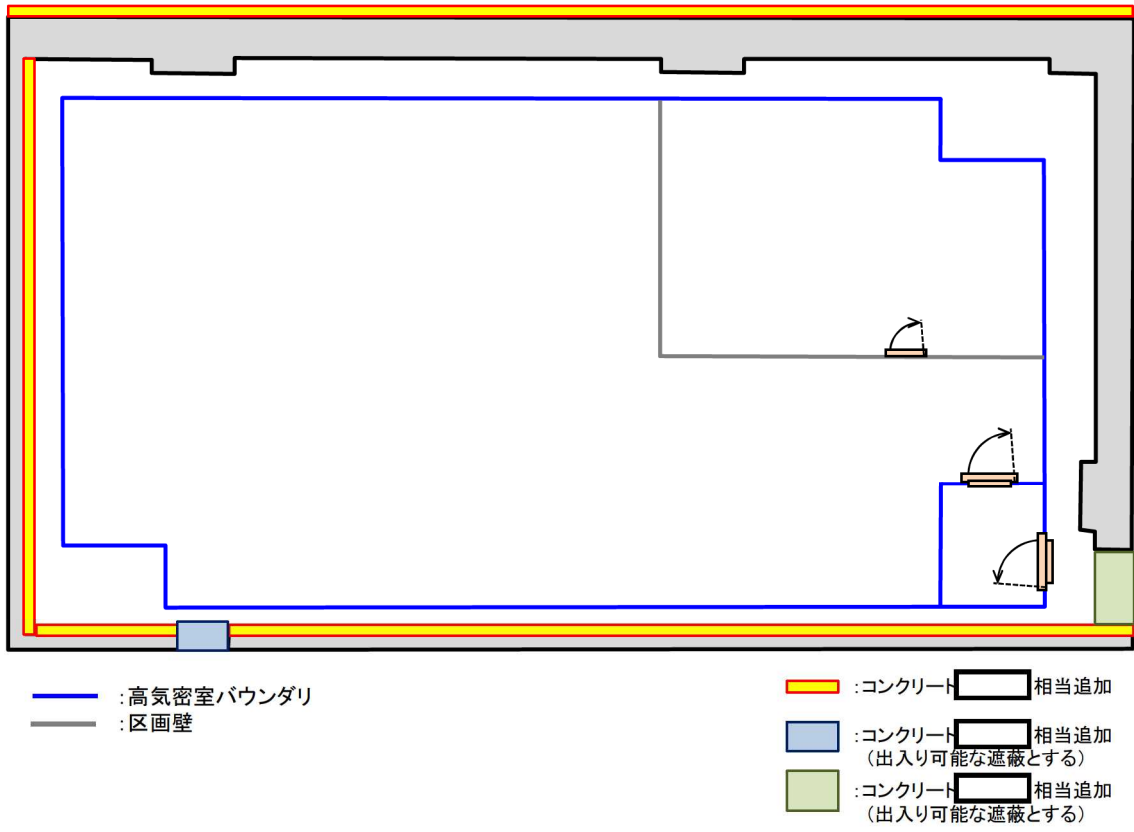 :高気密室バウンダリ
:区画壁
:コンクリート 相当追加
:コンクリート 相当追加
(出入り可能な遮蔽とする)
:コンクリート 相当追加
(出入り可能な遮蔽とする)